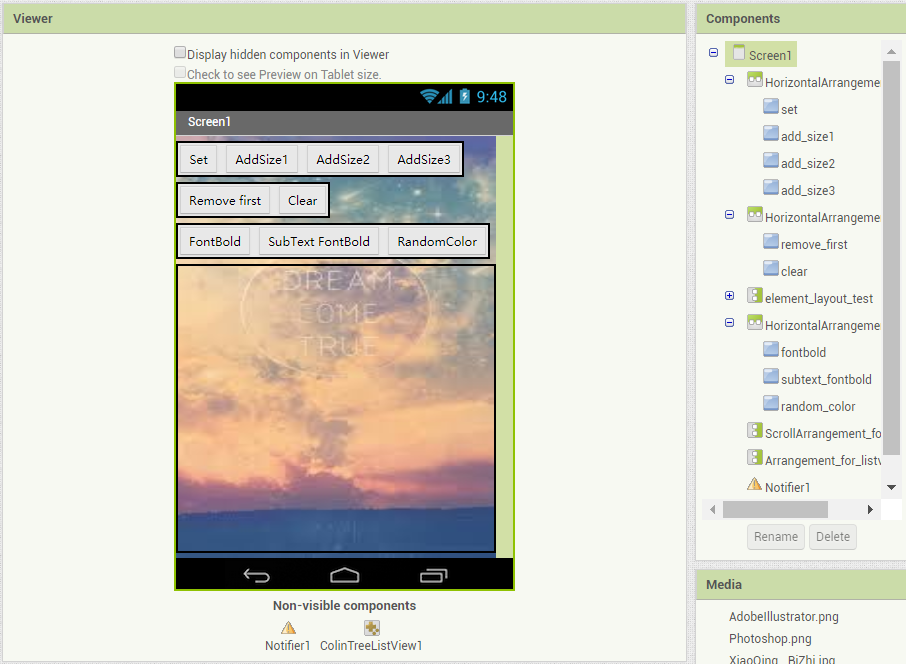 Viewer
Display hidden components in Viewer
Check to see Preview on Tablet size.
9:48
Screen1
Set AddSize1 AddSize2 AddSize3
Remove first Clear
FontBold SubText FontBold RandomColor
DREAM
COME
TRUE
Non-visible components
Notifier1 ColinTreeListView1
Components
Screen1
HorizontalArrangeme
set
add_size1
add_size2
add_size3
HorizontalArrangeme
remove_first
clear
element_layout_test
HorizontalArrangeme
fontbold
subtext_fontbold
random_color
ScrollArrangement_fo
Arrangement_for_listv
Notifier1
Rename Delete
Media
AdobeIllustrator.png
Photoshop.png
XiaoQing_BiZhi.jpg